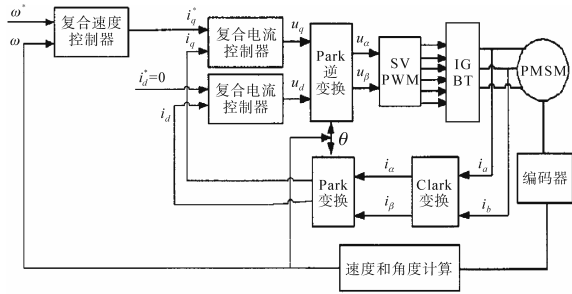 ω*
ω
复合速度
控制器
i*q
iq
复合电流
控制器
uq
i*d=0
id
复合电流
控制器
ud
Park
逆
变换
uα
uβ
SV
PWM
IG
BT
PMSM
θ
Park
变换
iα
iβ
Clark
变换
ia
ib
编码器
速度和角度计算